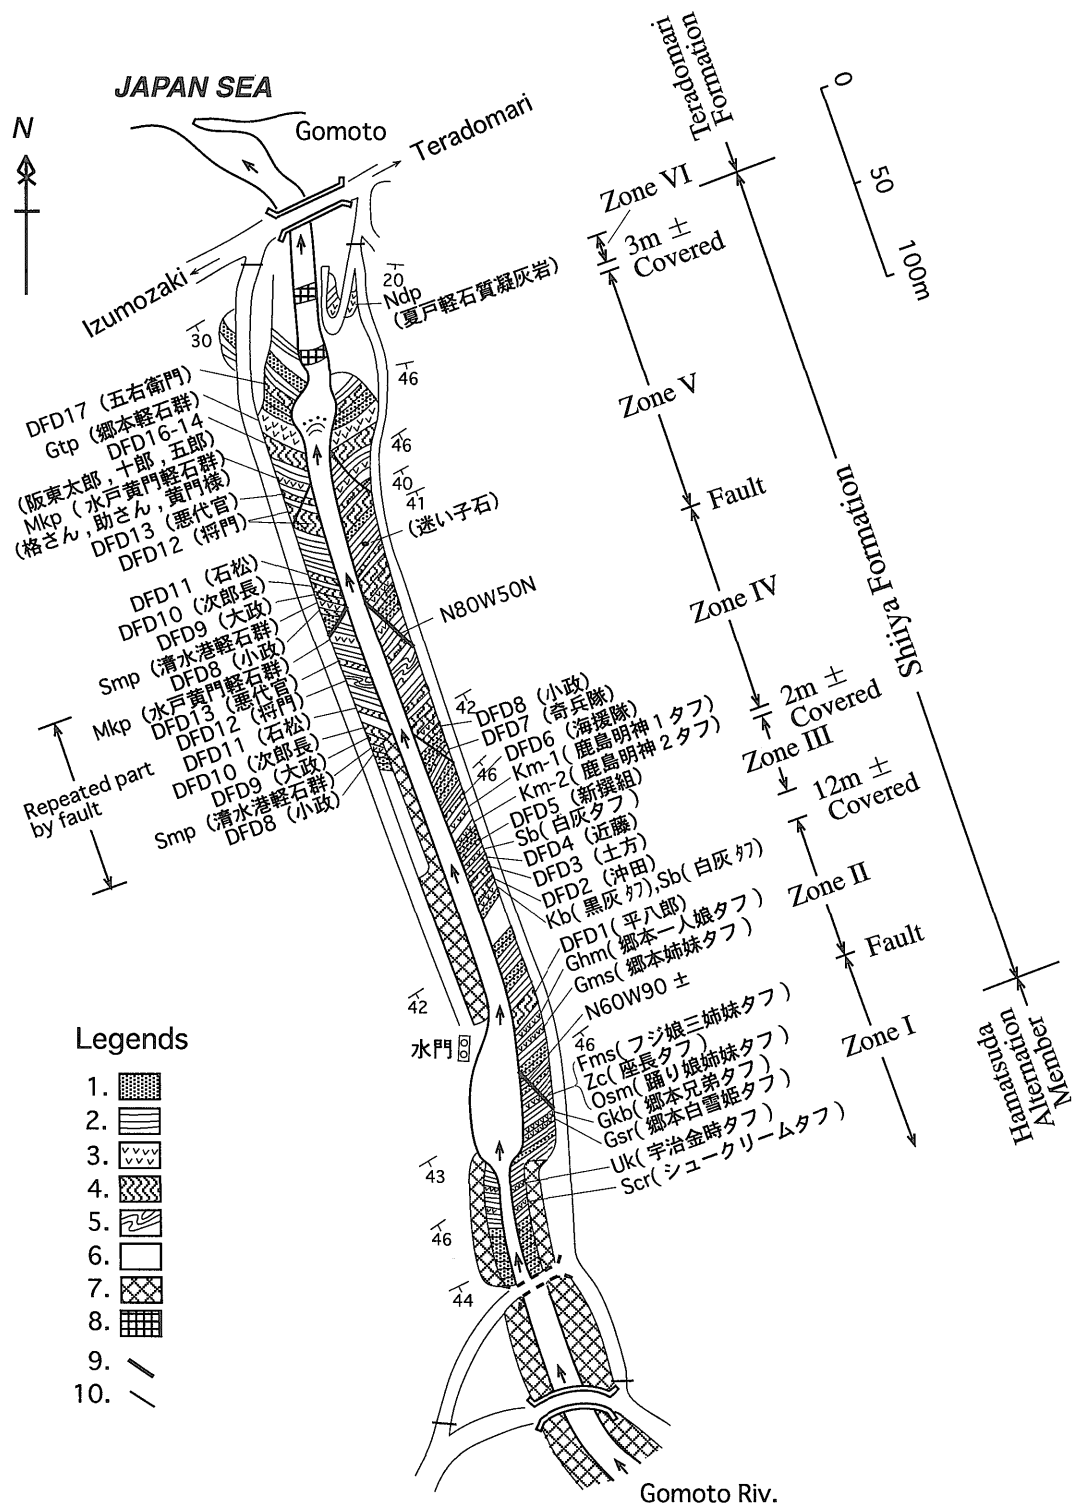 JAPAN SEA
N
Gomoto
Teradomari
Izumozaki
Teradomari
Formation
0
50
100m
Zone VI
3m ±
Covered
20
Ndp
(夏戸軽石質凝灰岩)
30
46
DFD17 (五右衛門)
Gtp (郷本軽石群)
DFD16-14
(阪東太郎,十郎,五郎)
Mkp (水戸黄門軽石群)
(格さん,助さん,黄門様)
DFD13 (悪代官)
DFD12 (将門)
46
40
41
(迷い子石)
Zone V
Fault
Shiiya Formation
DFD11 (石松)
DFD10 (次郎長)
DFD9 (大政)
Smp (清水港軽石群)
DFD8 (小政)
Mkp (水戸黄門軽石群)
DFD13 (悪代官)
DFD12 (将門)
DFD11 (石松)
DFD10 (次郎長)
DFD9 (大政)
Smp (清水港軽石群)
DFD8 (小政)
Repeated part
by fault
N80W50N
Zone IV
42
DFD8 (小政)
DFD7 (奇兵隊)
DFD6 (海援隊)
46
Km-1(鹿島明神1タフ)
Km-2(鹿島明神2タフ)
DFD5 (新撰組)
Sb(白灰タフ)
DFD4 (近藤)
DFD3 (土方)
DFD2 (沖田)
Kb(黒灰タフ),Sb(白灰タフ)
DFD1(平八郎)
Ghm(郷本一人娘タフ)
Gms(郷本姉妹タフ)
N60W90 ±
2m ±
Covered
Zone III
12m ±
Covered
Zone II
Fault
Zone I
Hamatsuda
Alternation
Member
42
水門
46
Fms(フジ娘三姉妹タフ)
Zc(座長タフ)
Osm(踊り娘姉妹タフ)
Gkb(郷本兄弟タフ)
Gsr(郷本白雪姫タフ)
Uk(宇治金時タフ)
Scr(シュークリームタフ)
43
46
44
Legends
1.
2.
3.
4.
5.
6.
7.
8.
9.
10.
Gomoto Riv.